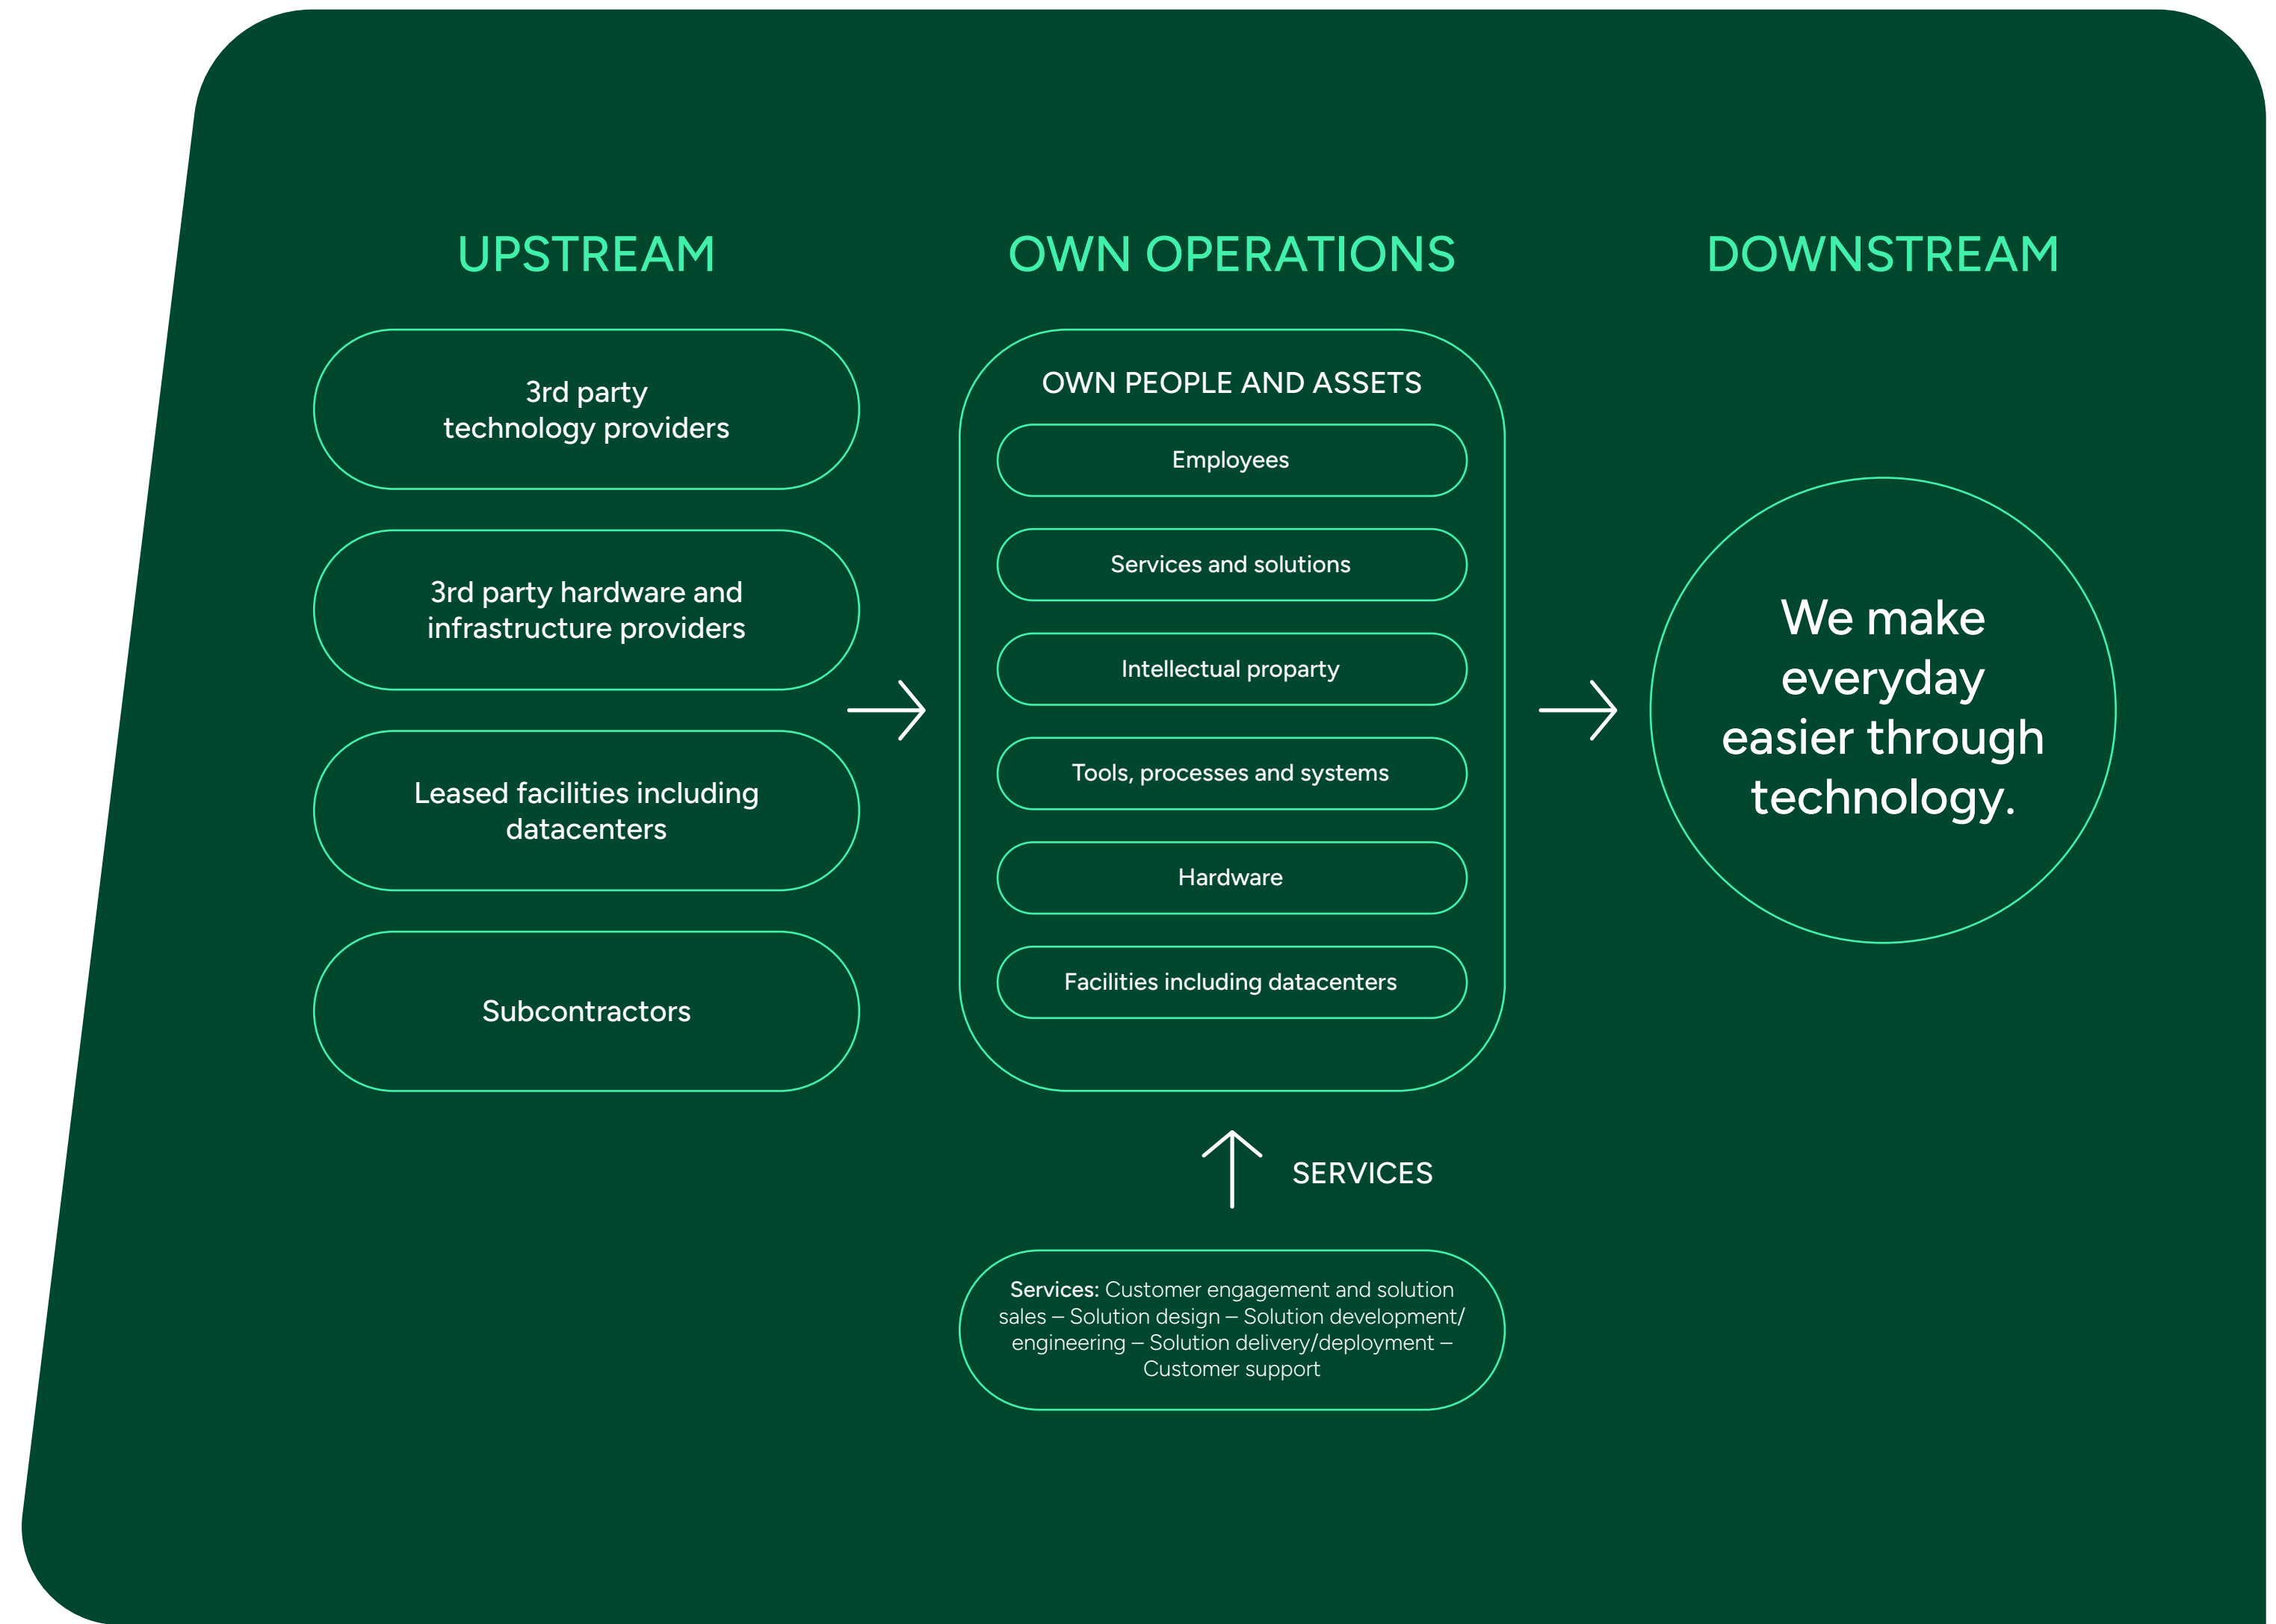 UPSTREAM
3rd party
technology providers
3rd party hardware and
infrastructure providers
Leased facilities including
datacenters
Subcontractors
OWN OPERATIONS
OWN PEOPLE AND ASSETS
Employees
Services and solutions
Intellectual proparty
Tools, processes and systems
Hardware
Facilities including datacenters
SERVICES
Services: Customer engagement and solution
sales – Solution design – Solution development/
engineering – Solution delivery/deployment –
Customer support
DOWNSTREAM
We make
everyday
easier through
technology.